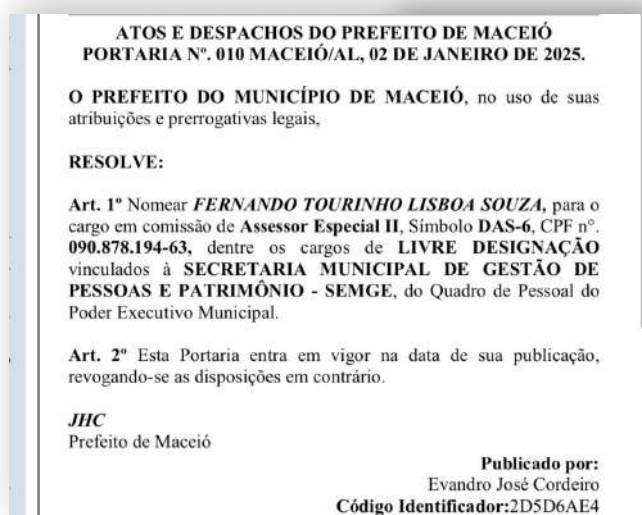 ATOS E DESPACHOS DO PREFEITO DE MACEIÓ
PORTARIA Nº. 010 MACEIÓ/AL, 02 DE JANEIRO DE 2025.
O PREFEITO DO MUNICÍPIO DE MACEIÓ, no uso de suas
atribuições e prerrogativas legais,
RESOLVE:
Art. 1º Nomear FERNANDO TOURINHO LISBOA SOUZA, para o
cargo em comissão de Assessor Especial II, Símbolo DAS-6, CPF n°.
090.878.194-63, dentre os cargos de LIVRE DESIGNAÇÃO
vinculados à SECRETARIA MUNICIPAL DE GESTÃO DE
PESSOAS E PATRIMÔNIO - SEMGE, do Quadro de Pessoal do
Poder Executivo Municipal.
Art. 2º Esta Portaria entra em vigor na data de sua publicação,
revogando-se as disposições em contrário.
JHC
Prefeito de Maceió
Publicado por:
Evandro José Cordeiro
Código Identificador:2D5D6AE4